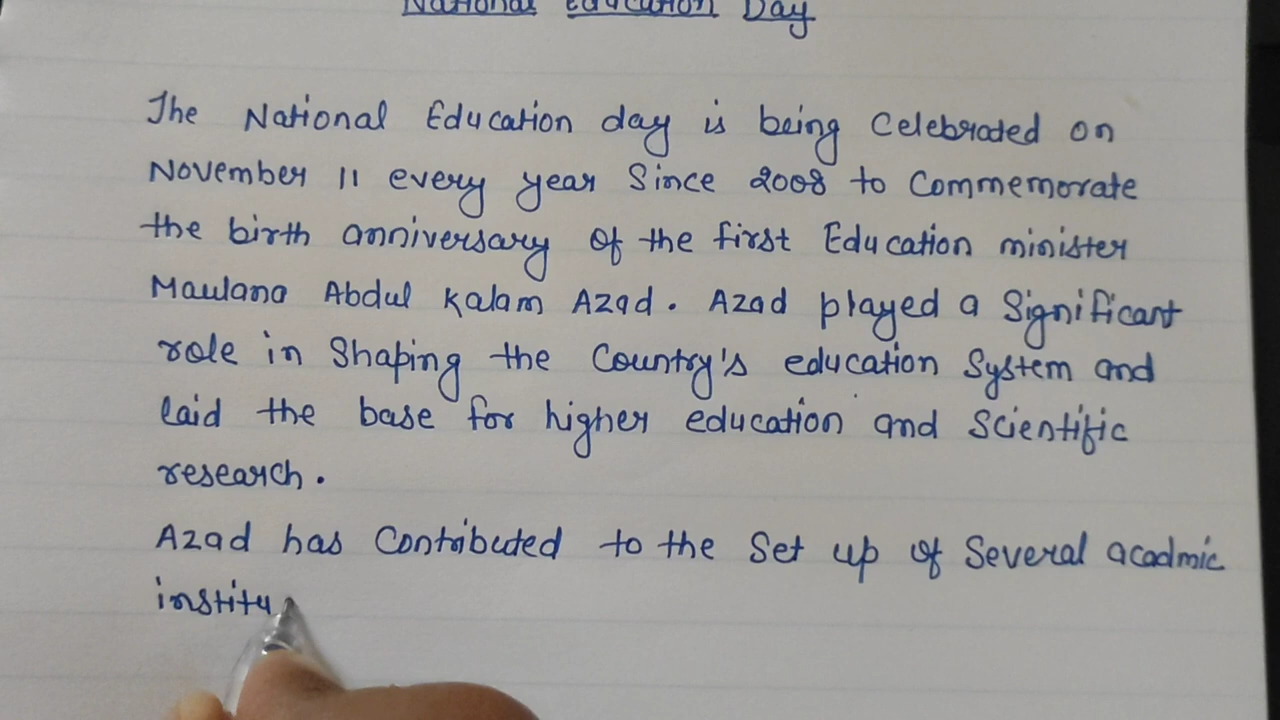 National Education Day
The National Education day is being Celebrated on
November 11 every year Since 2008 to Commemorate
the birth anniversary of the first Education minister
Maulana Abdul Kalam Azad. Azad played a Significant
role in Shaping the Country's education System and
laid the base for higher education and Scientific
research.
Azad has Contributed to the Set up of Several acadmic
institu